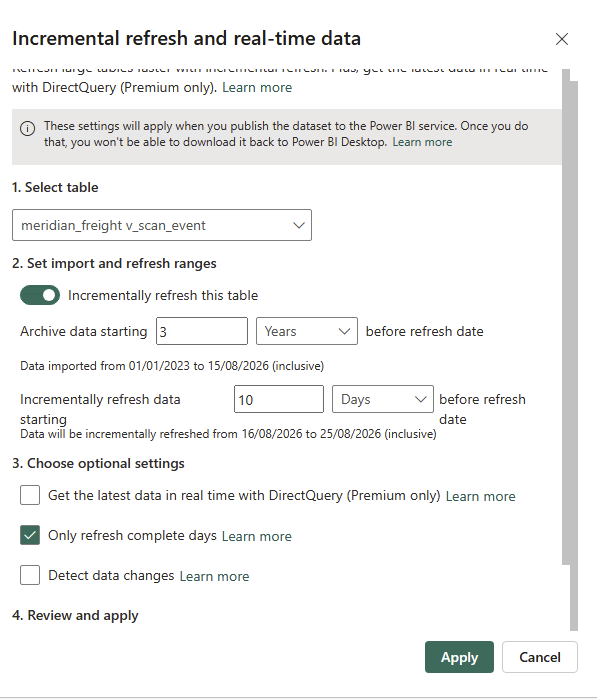 Incremental refresh and real-time data
Refresh large tables faster with incremental refresh. Plus, get the latest data in real time
with DirectQuery (Premium only). Learn more
These settings will apply when you publish the dataset to the Power BI service. Once you do
that, you won't be able to download it back to Power BI Desktop. Learn more
1. Select table
meridian_freight v_scan_event
2. Set import and refresh ranges
Incrementally refresh this table
Archive data starting 3 Years before refresh date
Data imported from 01/01/2023 to 15/08/2026 (inclusive)
Incrementally refresh data 10 Days before refresh
starting date
Data will be incrementally refreshed from 16/08/2026 to 25/08/2026 (inclusive)
3. Choose optional settings
Get the latest data in real time with DirectQuery (Premium only) Learn more
Only refresh complete days Learn more
Detect data changes Learn more
4. Review and apply
Apply Cancel